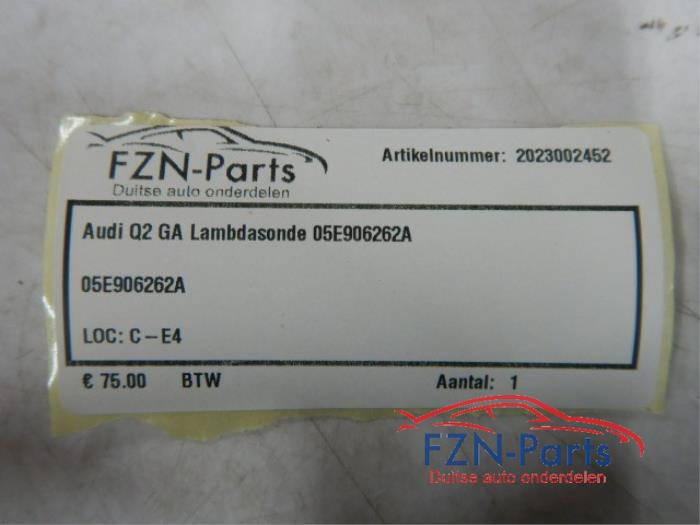 FZN-Parts
Duitse auto onderdelen
Artikelnummer: 2023002452
Audi Q2 GA Lambdasonde 05E906262A
05E906262A
LOC: C-E4
€ 75.00 BTW Aantal: 1
FZN-Parts
Duitse auto onderdelen